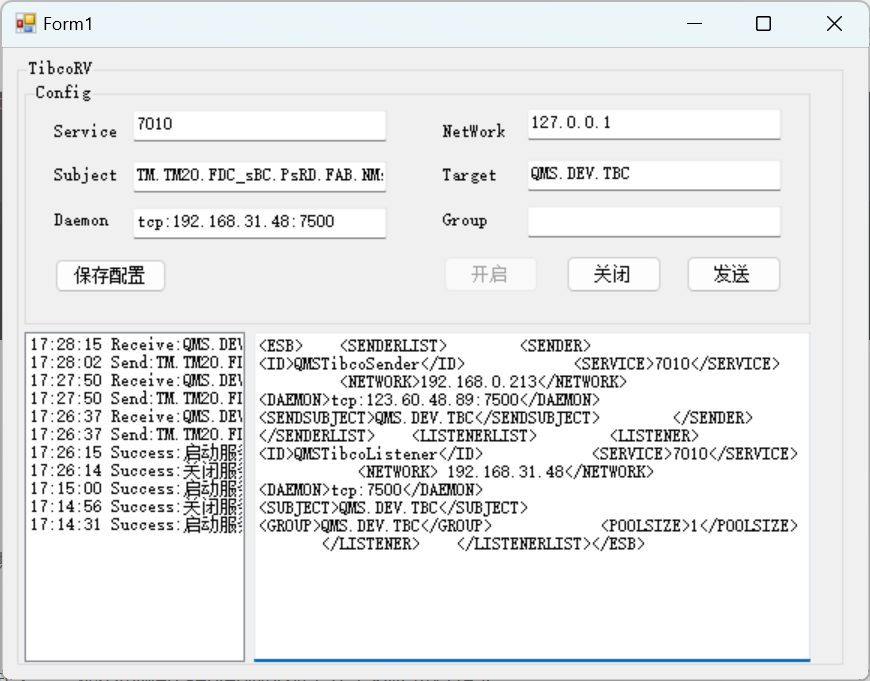 Form1
TibcoRV
Config
Service 7010 NetWork 127.0.0.1
Subject TM.TM20.FDC_sBC.PsRD.FAB.NM: Target QMS.DEV.TBC
Daemon tcp:192.168.31.48:7500 Group
保存配置 开启 关闭 发送
17:28:15 Receive:QMS.DEV
17:28:02 Send:TM.TM20.FI
17:27:50 Receive:QMS.DEV
17:27:50 Send:TM.TM20.FI
17:26:37 Receive:QMS.DEV
17:26:37 Send:TM.TM20.FI
17:26:15 Success:启动服
17:26:14 Success:关闭服
17:15:00 Success:启动服
17:14:56 Success:关闭服
17:14:31 Success:启动服
<ESB> <SENDERLIST> <SENDER>
<ID>QMSTibcoSender</ID> <SERVICE>7010</SERVICE>
<NETWORK>192.168.0.213</NETWORK>
<DAEMON>tcp:123.60.48.89:7500</DAEMON>
<SENDSUBJECT>QMS.DEV.TBC</SENDSUBJECT> </SENDER>
</SENDERLIST> <LISTENERLIST> <LISTENER>
<ID>QMSTibcoListener</ID> <SERVICE>7010</SERVICE>
<NETWORK> 192.168.31.48</NETWORK>
<DAEMON>tcp:7500</DAEMON>
<SUBJECT>QMS.DEV.TBC</SUBJECT>
<GROUP>QMS.DEV.TBC</GROUP> <POOLSIZE>1</POOLSIZE>
</LISTENER> </LISTENERLIST></ESB>